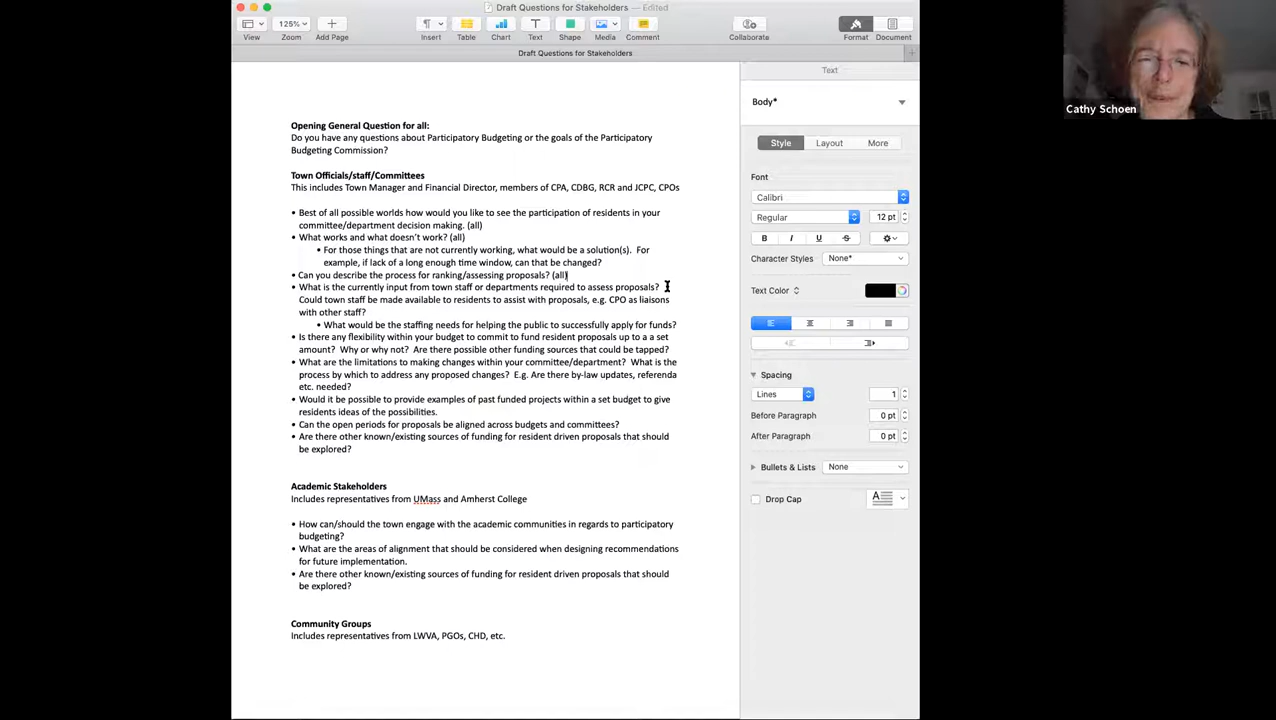 Draft Questions for Stakeholders — Edited
125%
View
Zoom
Add Page
Insert
Table
Chart
Text
Shape
Media
Comment
Collaborate
Format
Document
Draft Questions for Stakeholders
Opening General Question for all:
Do you have any questions about Participatory Budgeting or the goals of the Participatory
Budgeting Commission?
Town Officials/staff/Committees
This includes Town Manager and Financial Director, members of CPA, CDBG, RCR and JCPC, CPOs
• Best of all possible worlds how would you like to see the participation of residents in your
committee/department decision making. (all)
• What works and what doesn't work? (all)
• For those things that are not currently working, what would be a solution(s).  For
example, if lack of a long enough time window, can that be changed?
• Can you describe the process for ranking/assessing proposals? (all)
• What is the currently input from town staff or departments required to assess proposals?
Could town staff be made available to residents to assist with proposals, e.g. CPO as liaisons
with other staff?
• What would be the staffing needs for helping the public to successfully apply for funds?
• Is there any flexibility within your budget to commit to fund resident proposals up to a a set
amount?  Why or why not?  Are there possible other funding sources that could be tapped?
• What are the limitations to making changes within your committee/department?  What is the
process by which to address any proposed changes?  E.g. Are there by-law updates, referenda
etc. needed?
• Would it be possible to provide examples of past funded projects within a set budget to give
residents ideas of the possibilities.
• Can the open periods for proposals be aligned across budgets and committees?
• Are there other known/existing sources of funding for resident driven proposals that should
be explored?
Academic Stakeholders
Includes representatives from UMass and Amherst College
• How can/should the town engage with the academic communities in regards to participatory
budgeting?
• What are the areas of alignment that should be considered when designing recommendations
for future implementation.
• Are there other known/existing sources of funding for resident driven proposals that should
be explored?
Community Groups
Includes representatives from LWVA, PGOs, CHD, etc.
Text
Body*
Style
Layout
More
Font
Calibri
Regular
12 pt
B
I
U
S
Character Styles
None*
Text Color
Spacing
Lines
1
Before Paragraph
0 pt
After Paragraph
0 pt
Bullets & Lists
None
Drop Cap
A
Cathy Schoen